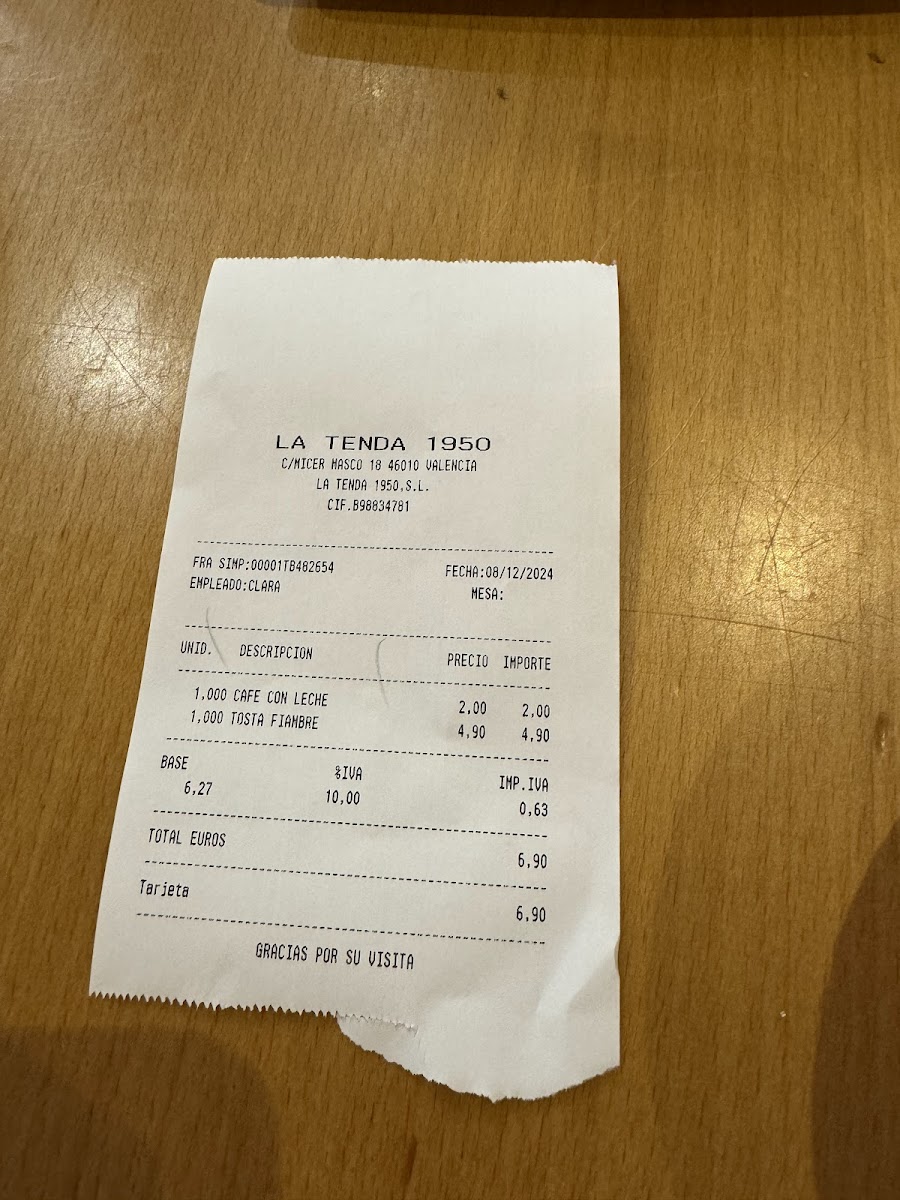 LA TENDA 1950
C/MICER MASCO 18 46010 VALENCIA
LA TENDA 1950,S.L.
CIF.B98834781
FRA SIMP:00001TB482654 FECHA:08/12/2024
EMPLEADO:CLARA MESA:
UNID. DESCRIPCION PRECIO IMPORTE
1,000 CAFE CON LECHE 2,00 2,00
1,000 TOSTA FIAMBRE 4,90 4,90
BASE %IVA IMP.IVA
6,27 10,00 0,63
TOTAL EUROS 6,90
Tarjeta 6,90
GRACIAS POR SU VISITA